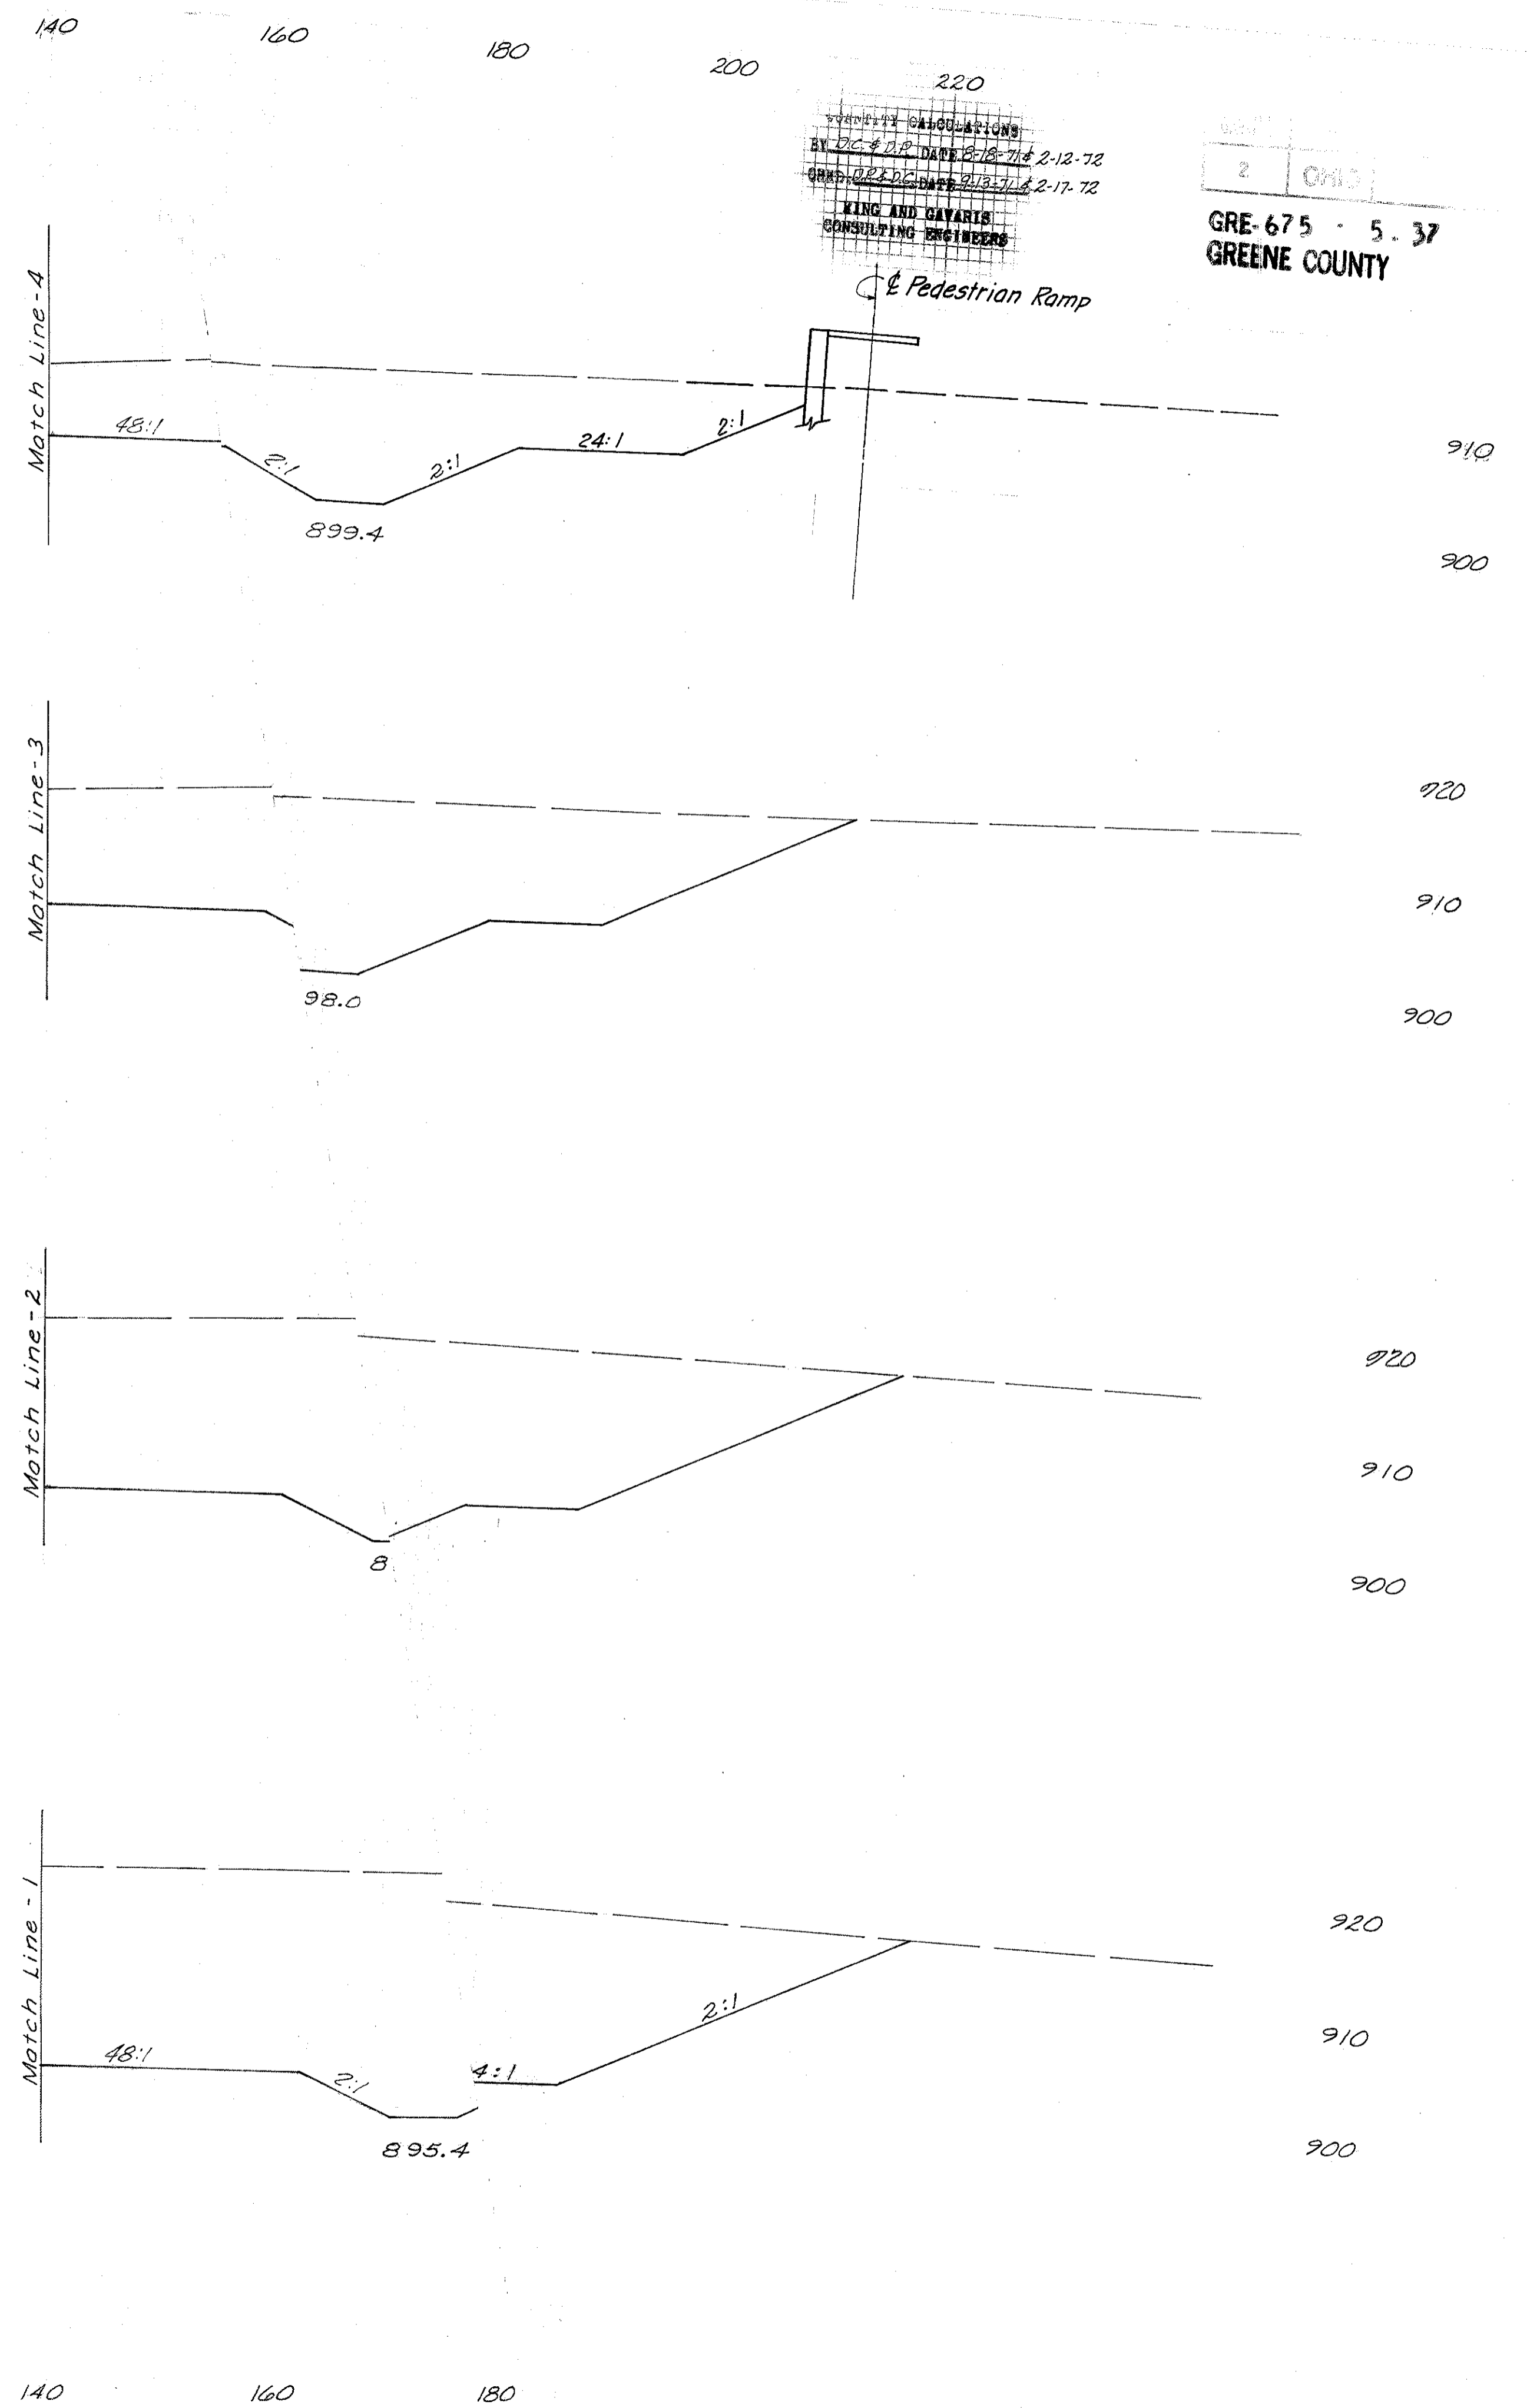 140 160 180 200 220
QUANTITY CALCULATIONS
BY D.C. & D.P. DATE 8-18-71 & 2-12-72
CHKD. D.P. & D.C. DATE 9-13-71 & 2-17-72
KING AND GAVARIS
CONSULTING ENGINEERS
2 OHIO
GRE-675 - 5.37
GREENE COUNTY
℄ Pedestrian Ramp
Match Line-4
48:1
2:1
2:1
24:1
2:1
899.4
910
900
Match Line-3
98.0
920
910
900
Match Line-2
8
920
910
900
Match Line-1
48:1
2:1
4:1
2:1
895.4
920
910
900
140 160 180